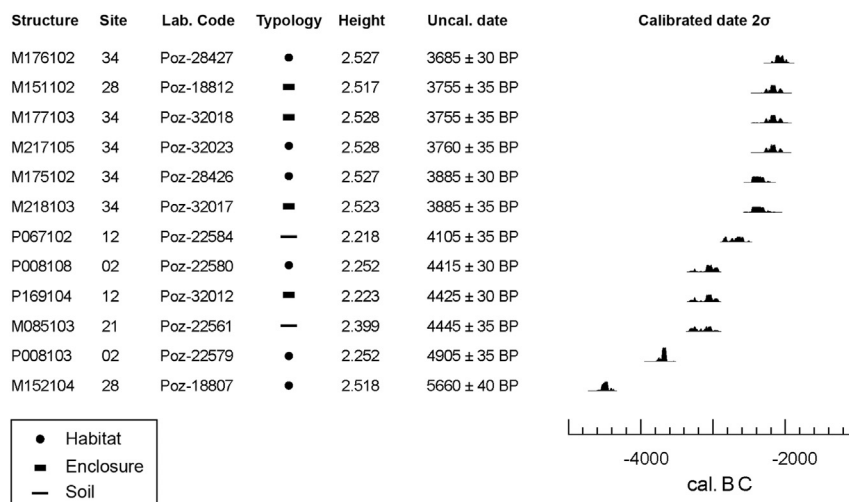 Structure Site Lab. Code Typology Height Uncal. date Calibrated date 2σ
M176102 34 Poz-28427 2.527 3685 ± 30 BP
M151102 28 Poz-18812 2.517 3755 ± 35 BP
M177103 34 Poz-32018 2.528 3755 ± 35 BP
M217105 34 Poz-32023 2.528 3760 ± 35 BP
M175102 34 Poz-28426 2.527 3885 ± 30 BP
M218103 34 Poz-32017 2.523 3885 ± 35 BP
P067102 12 Poz-22584 2.218 4105 ± 35 BP
P008108 02 Poz-22580 2.252 4415 ± 30 BP
P169104 12 Poz-32012 2.223 4425 ± 30 BP
M085103 21 Poz-22561 2.399 4445 ± 35 BP
P008103 02 Poz-22579 2.252 4905 ± 35 BP
M152104 28 Poz-18807 2.518 5660 ± 40 BP
Habitat
Enclosure
Soil
-4000 -2000
cal. B C